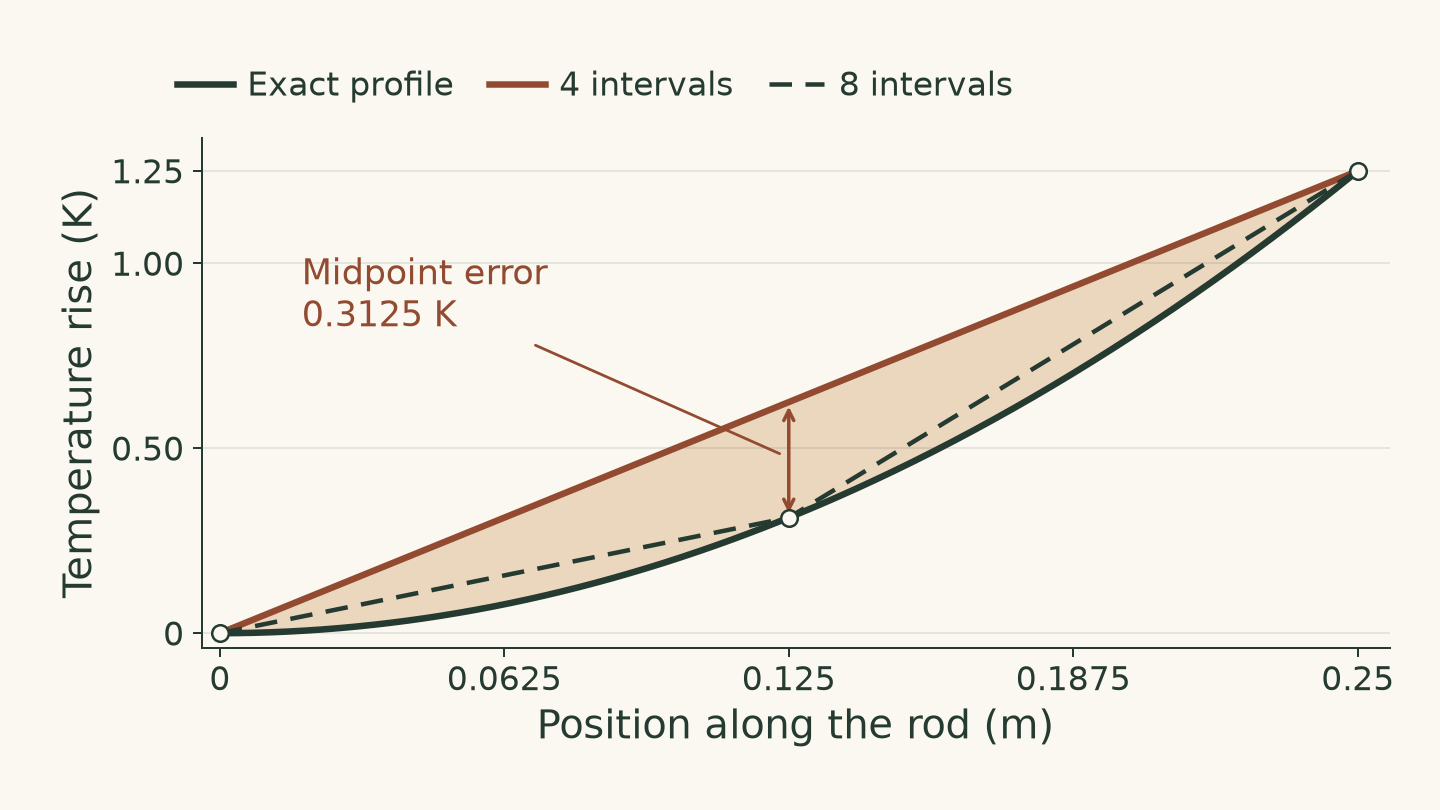 Exact profile
4 intervals
8 intervals
Temperature rise (K)
1.25
1.00
0.50
0
Midpoint error
0.3125 K
0
0.0625
0.125
0.1875
0.25
Position along the rod (m)